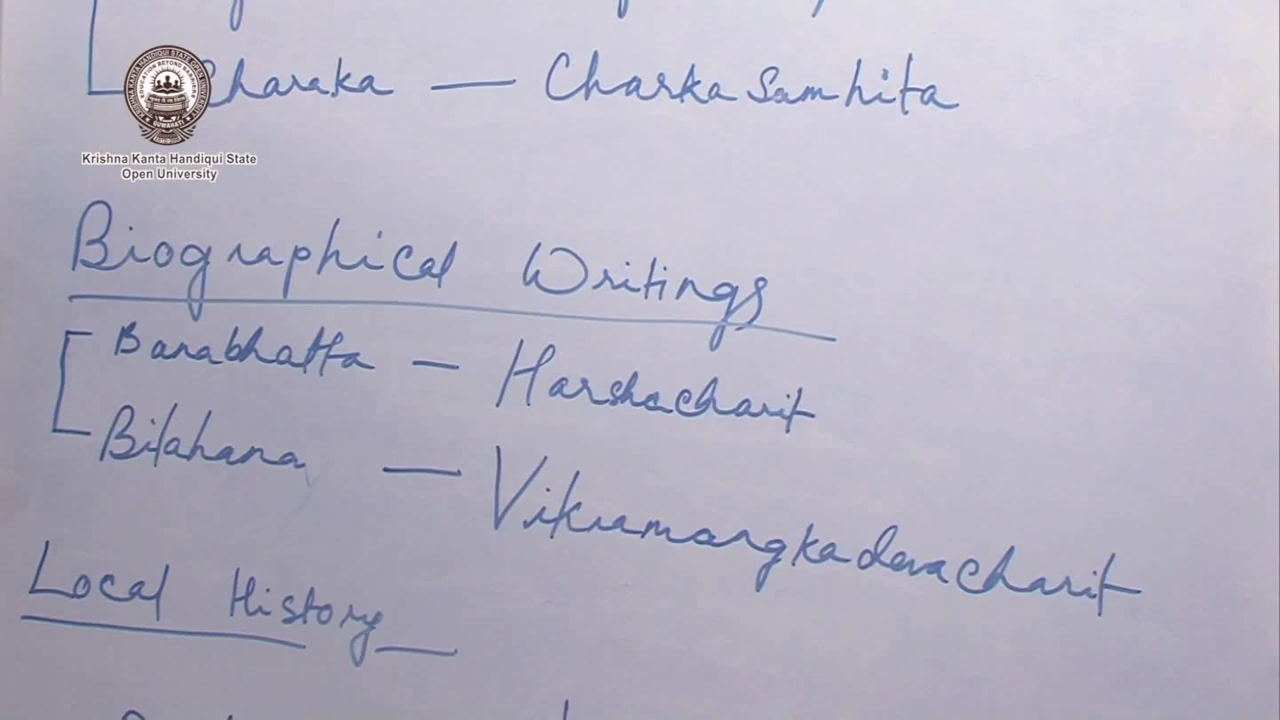 Charaka — Charka Samhita
Krishna Kanta Handiqui State
Open University
Biographical Writings
Banabhatta — Harshacharit
Bilahana — Vikramangkadevacharit
Local History